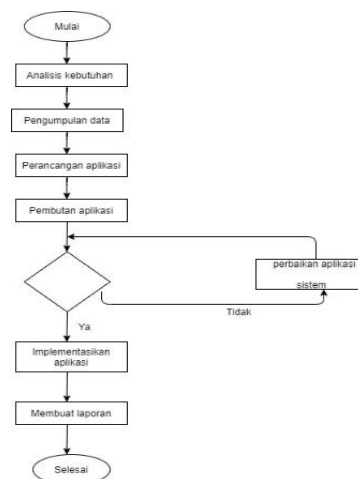 Mulai
Analisis kebutuhan
Pengumpulan data
Perancangan aplikasi
Pembutan aplikasi
perbaikan aplikasi
sistem
Tidak
Ya
Implementasikan
aplikasi
Membuat laporan
Selesai